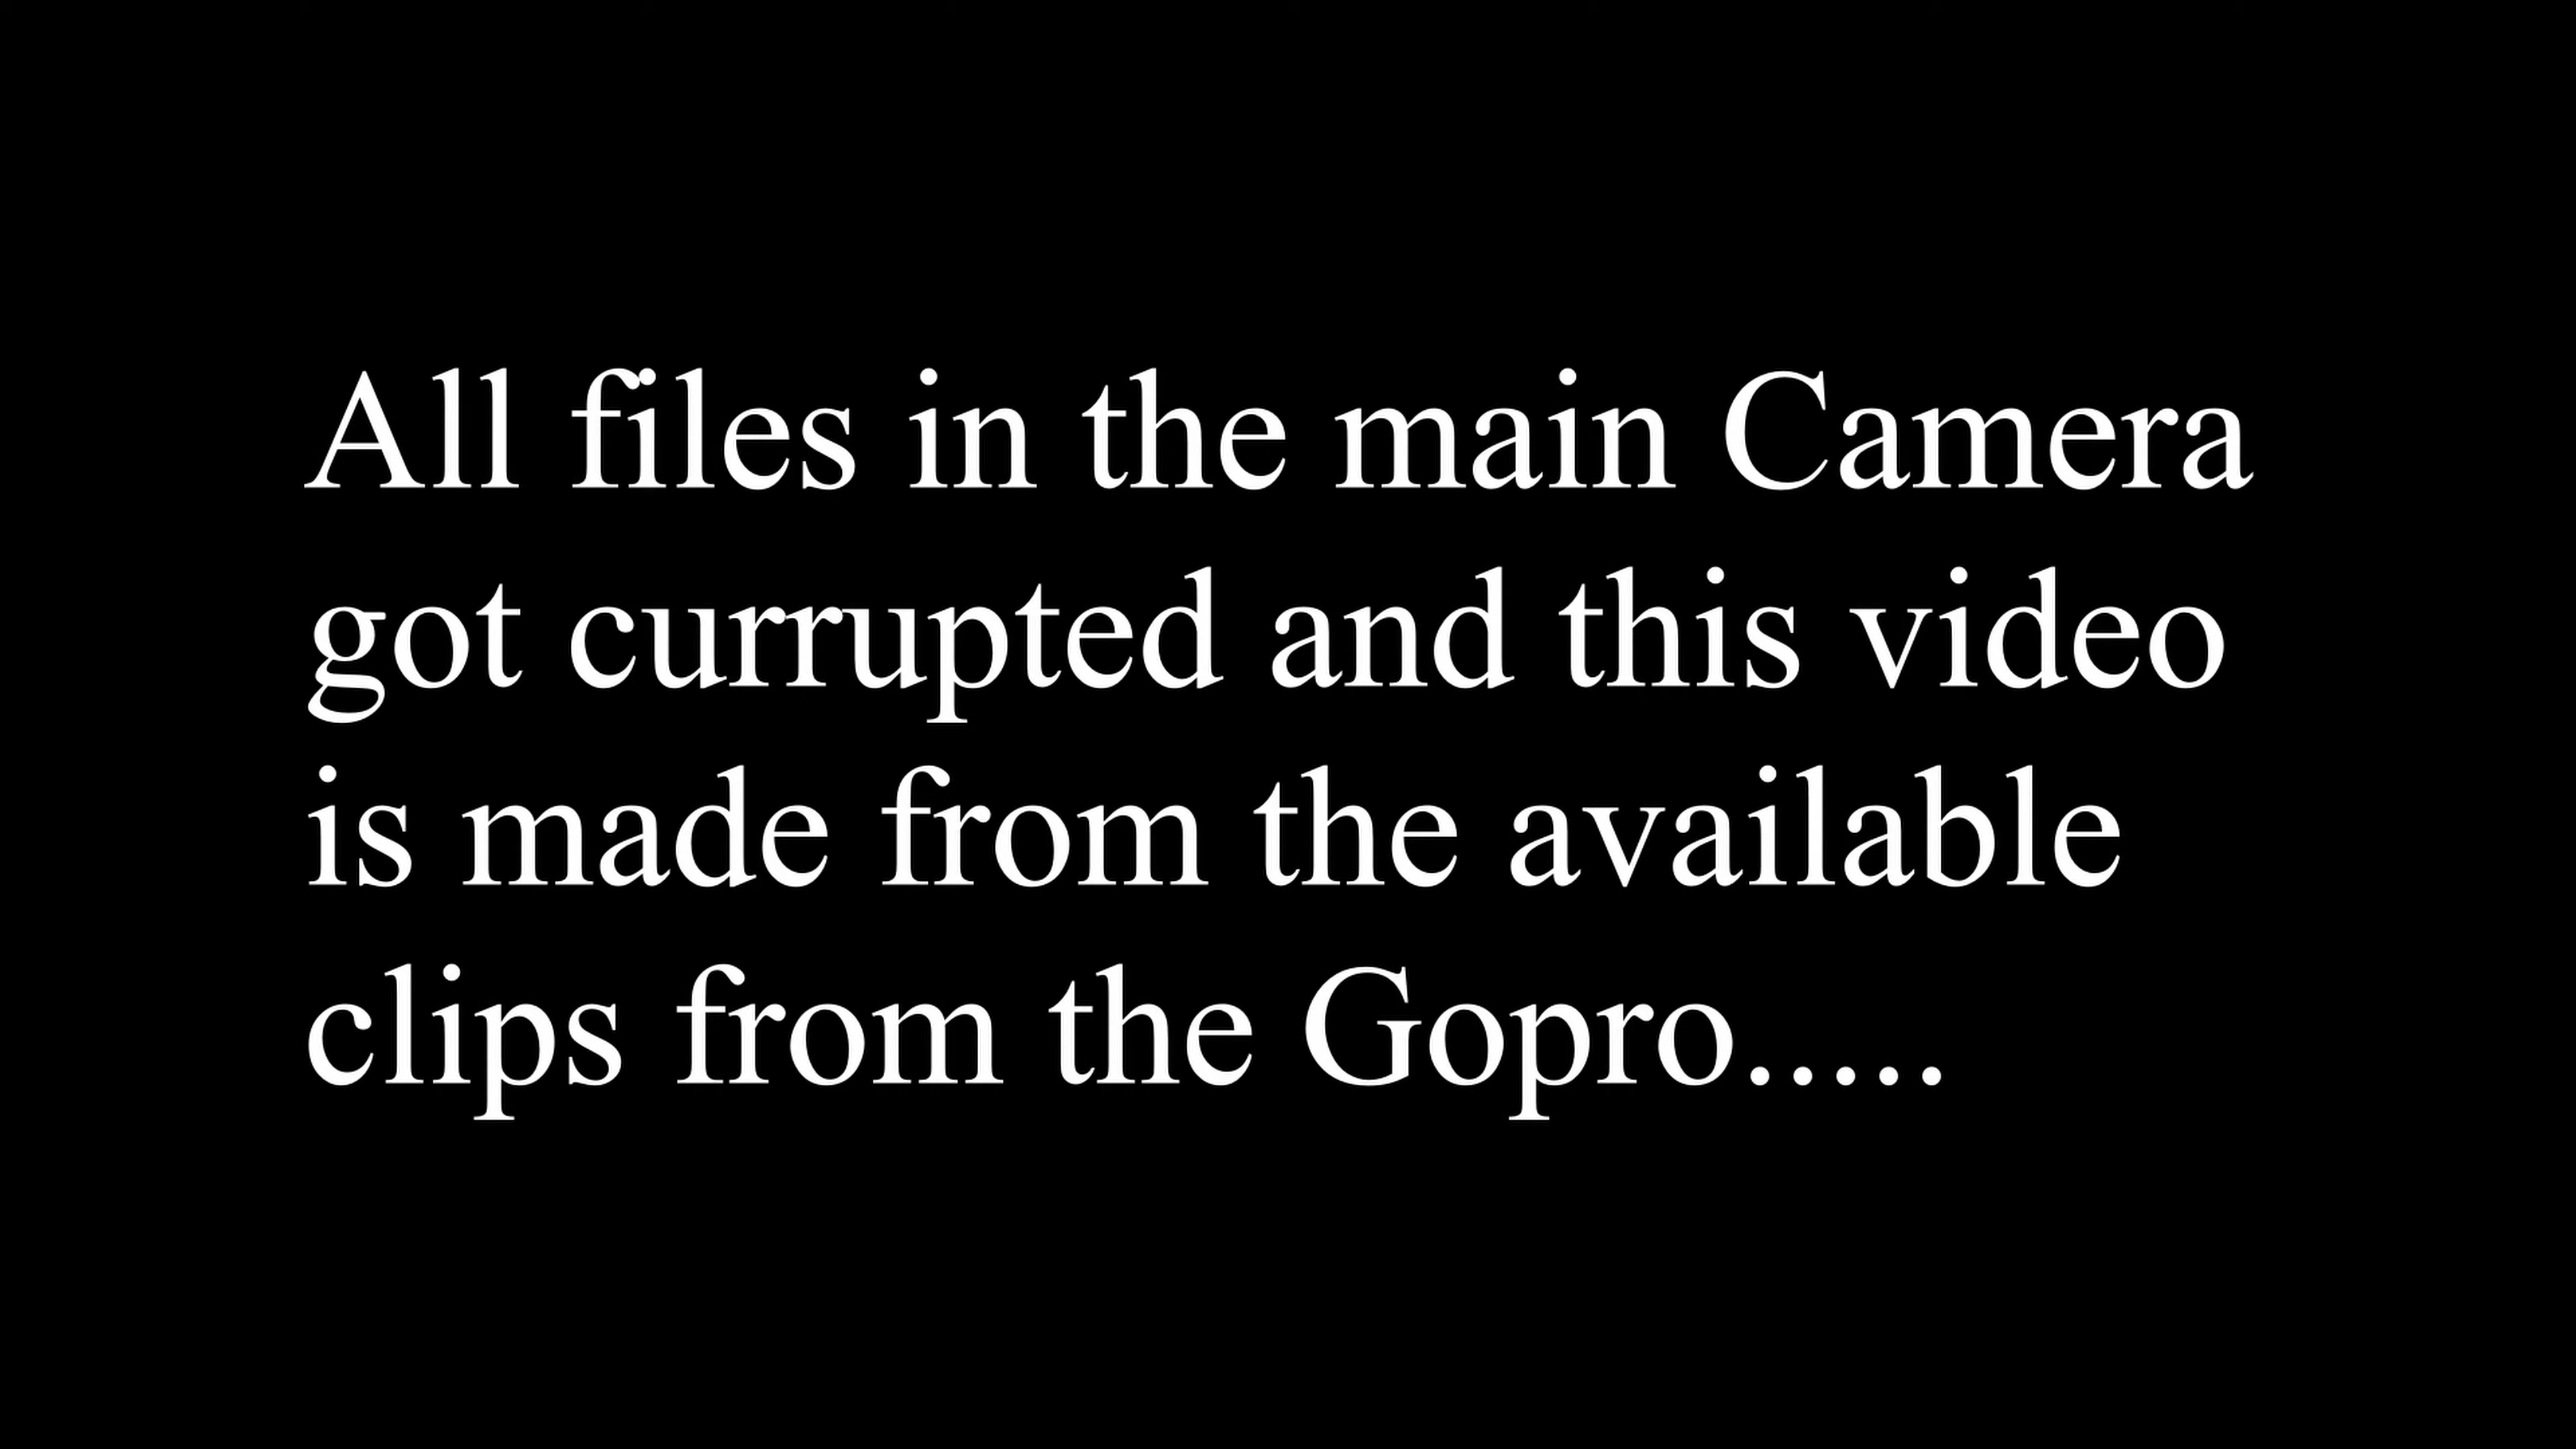 All files in the main Camera
got currupted and this video
is made from the available
clips from the Gopro.....